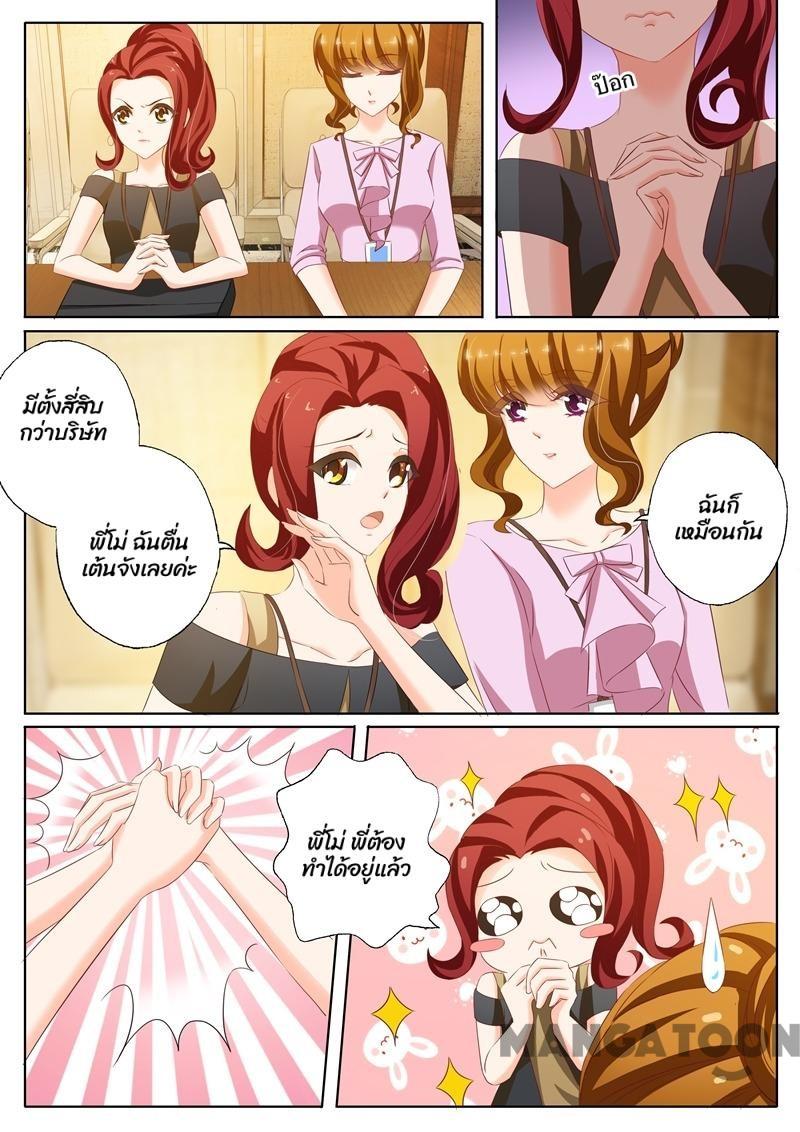 ป๊อก
มีตั้งสี่สิบ
กว่าบริษัท
พี่โม่ ฉันตื่น
เต้นจังเลยค่ะ
ฉันก็
เหมือนกัน
พี่โม่ พี่ต้อง
ทำได้อยู่แล้ว
MANGATOON